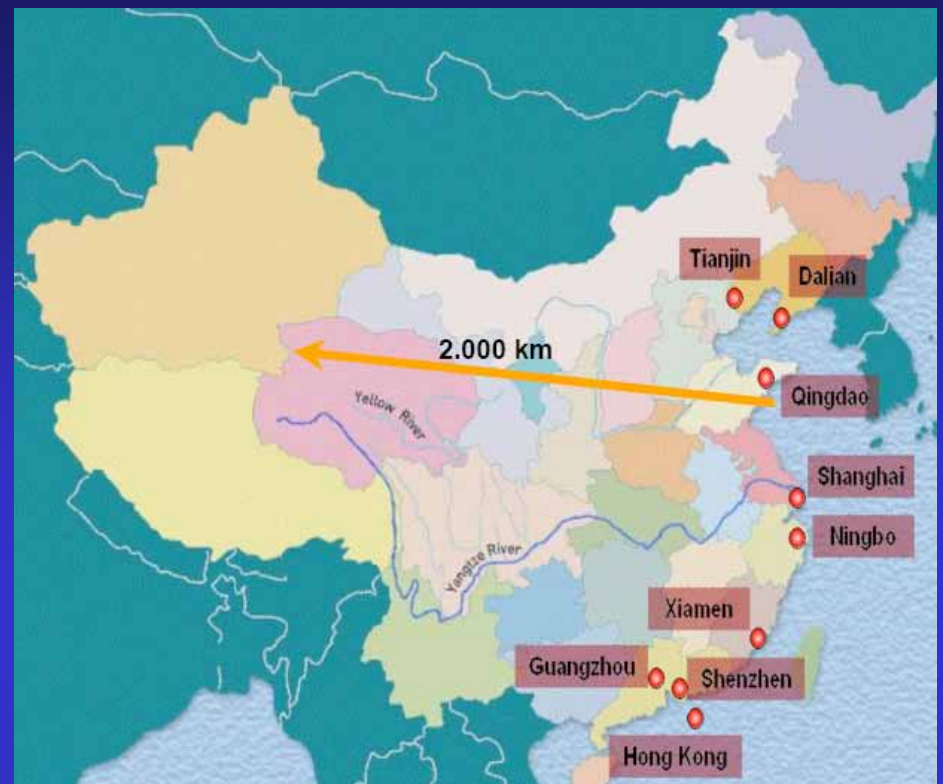 Tianjin
Dalian
2.000 km
Qingdao
Yellow River
Shanghai
Ningbo
Yangtze River
Xiamen
Guangzhou
Shenzhen
Hong Kong